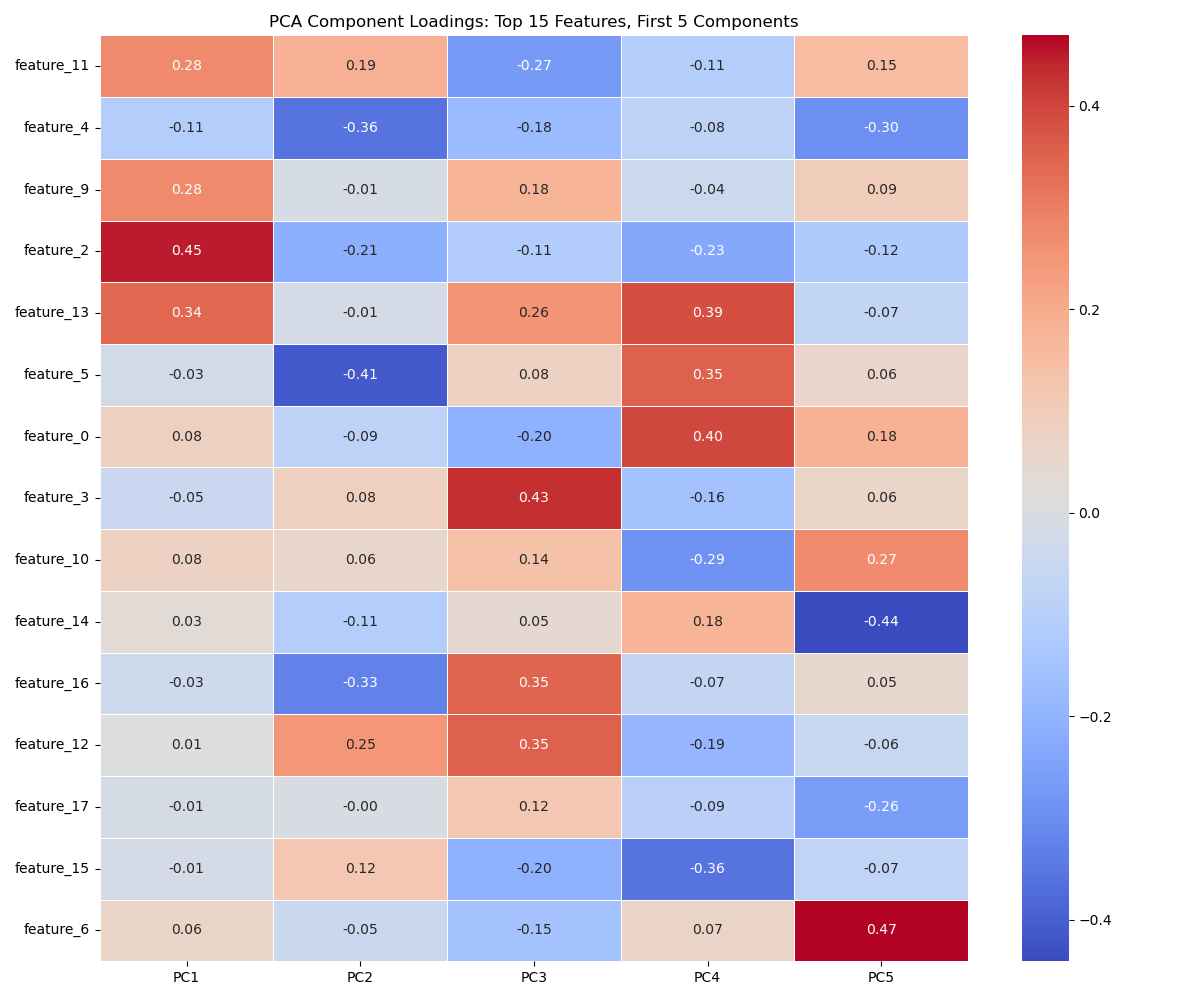 PCA Component Loadings: Top 15 Features, First 5 Components
feature_11 0.28 0.19 -0.27 -0.11 0.15
feature_4 -0.11 -0.36 -0.18 -0.08 -0.30
feature_9 0.28 -0.01 0.18 -0.04 0.09
feature_2 0.45 -0.21 -0.11 -0.23 -0.12
feature_13 0.34 -0.01 0.26 0.39 -0.07
feature_5 -0.03 -0.41 0.08 0.35 0.06
feature_0 0.08 -0.09 -0.20 0.40 0.18
feature_3 -0.05 0.08 0.43 -0.16 0.06
feature_10 0.08 0.06 0.14 -0.29 0.27
feature_14 0.03 -0.11 0.05 0.18 -0.44
feature_16 -0.03 -0.33 0.35 -0.07 0.05
feature_12 0.01 0.25 0.35 -0.19 -0.06
feature_17 -0.01 -0.00 0.12 -0.09 -0.26
feature_15 -0.01 0.12 -0.20 -0.36 -0.07
feature_6 0.06 -0.05 -0.15 0.07 0.47
PC1 PC2 PC3 PC4 PC5
0.4
0.2
0.0
−0.2
−0.4